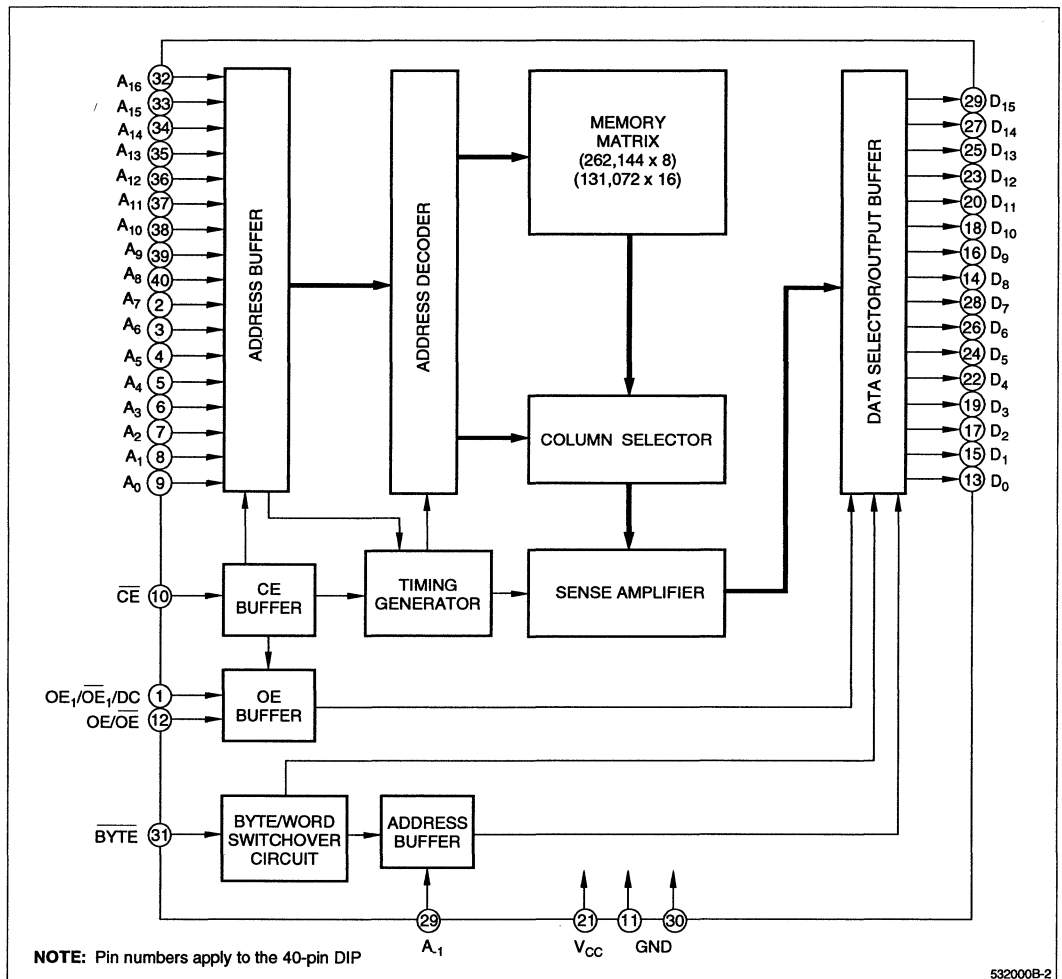 A16 32
A15 33
A14 34
A13 35
A12 36
A11 37
A10 38
A9 39
A8 40
A7 2
A6 3
A5 4
A4 5
A3 6
A2 7
A1 8
A0 9
ADDRESS BUFFER
ADDRESS DECODER
MEMORY
MATRIX
(262,144 x 8)
(131,072 x 16)
COLUMN SELECTOR
SENSE AMPLIFIER
DATA SELECTOR/OUTPUT BUFFER
29 D15
27 D14
25 D13
23 D12
20 D11
18 D10
16 D9
14 D8
28 D7
26 D6
24 D5
22 D4
19 D3
17 D2
15 D1
13 D0
C̅E̅ 10
CE
BUFFER
TIMING
GENERATOR
OE1/O̅E̅1/DC 1
OE/O̅E̅ 12
OE
BUFFER
B̅Y̅T̅E̅ 31
BYTE/WORD
SWITCHOVER
CIRCUIT
ADDRESS
BUFFER
29 21 11 30
A-1 VCC GND
NOTE: Pin numbers apply to the 40-pin DIP
532000B-2